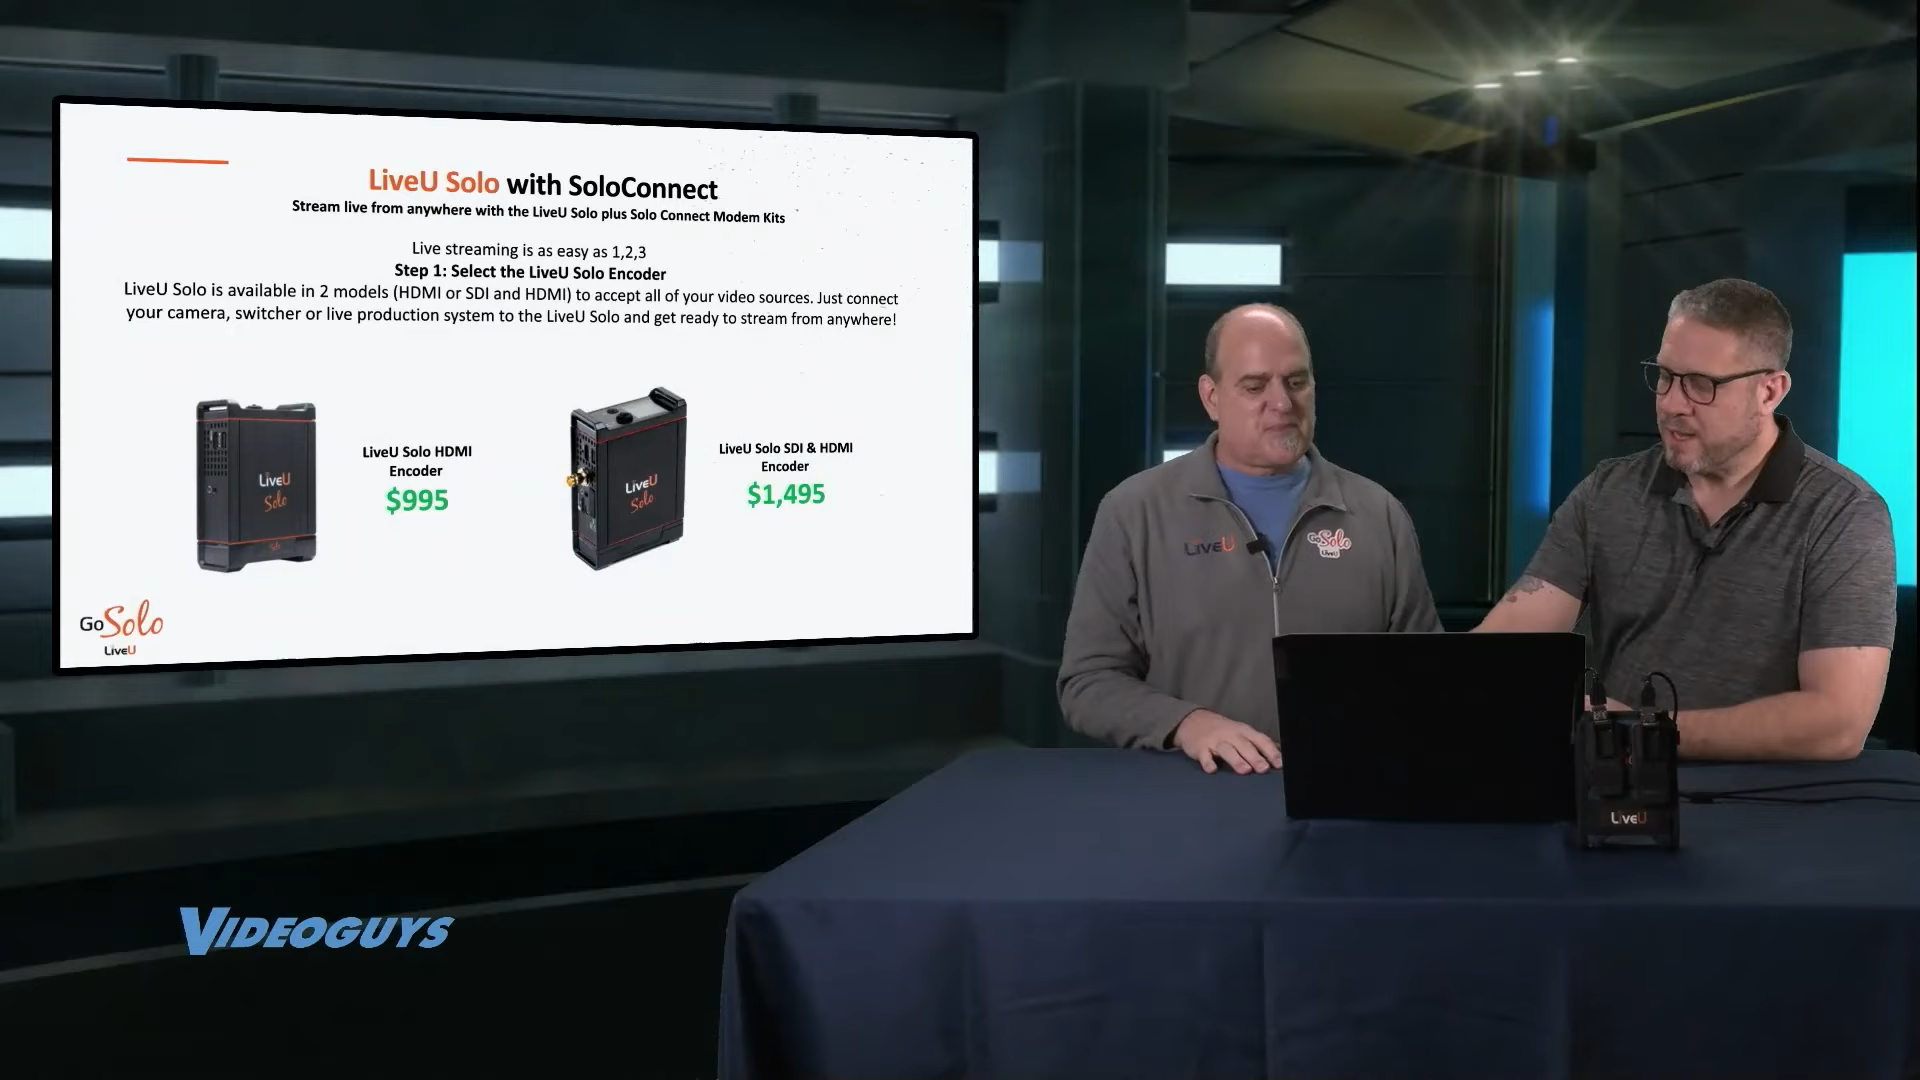 LiveU Solo with SoloConnect
Stream live from anywhere with the LiveU Solo plus Solo Connect Modem Kits
Live streaming is as easy as 1,2,3
Step 1: Select the LiveU Solo Encoder
LiveU Solo is available in 2 models (HDMI or SDI and HDMI) to accept all of your video sources. Just connect
your camera, switcher or live production system to the LiveU Solo and get ready to stream from anywhere!
LiveU
Solo
LiveU Solo HDMI
Encoder
$995
LiveU
Solo
LiveU Solo SDI & HDMI
Encoder
$1,495
Go Solo
LiveU
LiveU
Go Solo
LiveU
LiveU
VIDEOGUYS